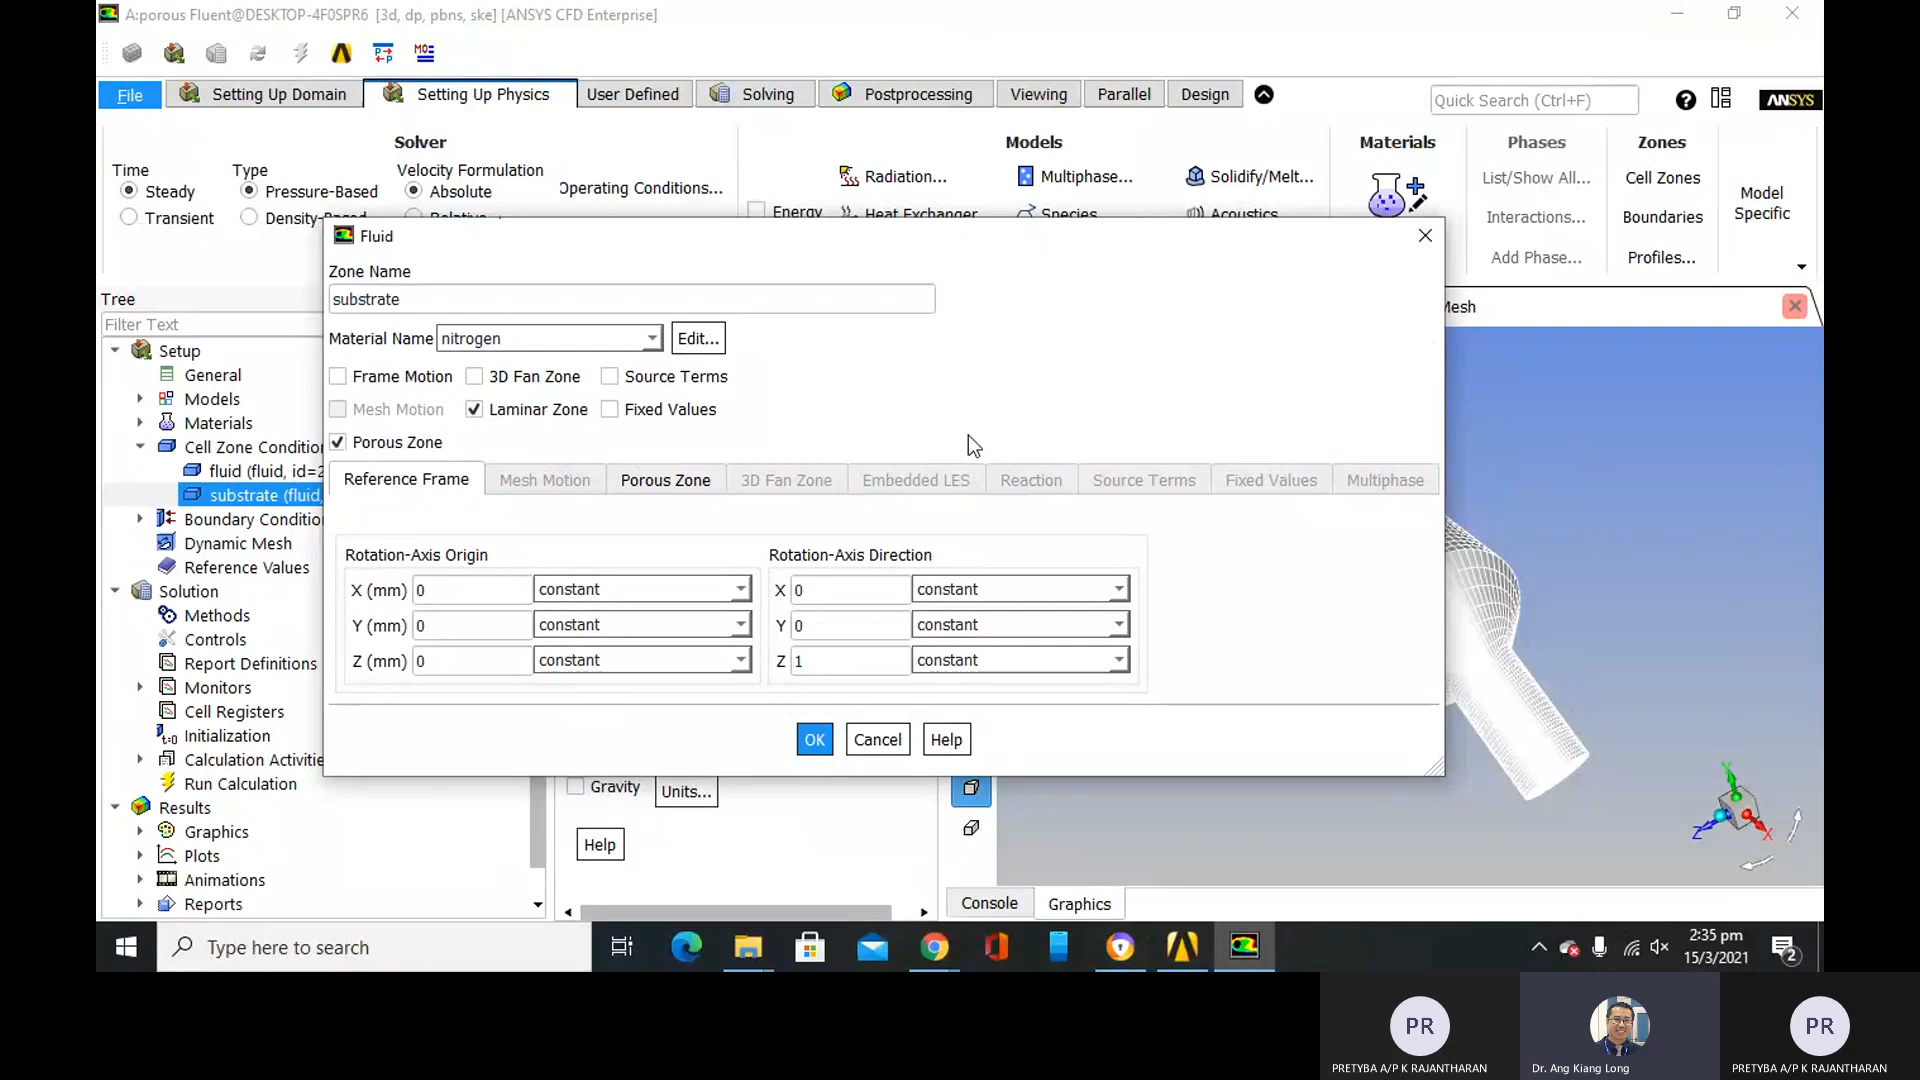 A:porous Fluent@DESKTOP-4F0SPR6 [3d, dp, pbns, ske] [ANSYS CFD Enterprise]
File
Setting Up Domain
Setting Up Physics
User Defined
Solving
Postprocessing
Viewing
Parallel
Design
Quick Search (Ctrl+F)
ANSYS
Solver
Models
Materials
Phases
Zones
Time
Type
Velocity Formulation
Steady
Pressure-Based
Absolute
Operating Conditions...
Radiation...
Multiphase...
Solidify/Melt...
List/Show All...
Cell Zones
Transient
Density-Based
Relative
Energy
Heat Exchanger
Species
Acoustics
Interactions...
Boundaries
Model
Specific
Add Phase...
Profiles...
Fluid
Zone Name
substrate
Material Name nitrogen Edit...
Frame Motion 3D Fan Zone Source Terms
Mesh Motion Laminar Zone Fixed Values
Porous Zone
Reference Frame Mesh Motion Porous Zone 3D Fan Zone Embedded LES Reaction Source Terms Fixed Values Multiphase
Rotation-Axis Origin Rotation-Axis Direction
X (mm) 0 constant X 0 constant
Y (mm) 0 constant Y 0 constant
Z (mm) 0 constant Z 1 constant
OK Cancel Help
Tree
Filter Text
Setup
General
Models
Materials
Cell Zone Conditio
fluid (fluid, id=2
substrate (fluid,
Boundary Conditio
Dynamic Mesh
Reference Values
Solution
Methods
Controls
Report Definitions
Monitors
Cell Registers
Initialization
Calculation Activitie
Run Calculation
Results
Graphics
Plots
Animations
Reports
Gravity
Units...
Help
Mesh
Y
Z
X
Console
Graphics
Type here to search
2:35 pm
15/3/2021
2
PR
PR
PRETYBA A/P K RAJANTHARAN
Dr. Ang Kiang Long
PRETYBA A/P K RAJANTHARAN